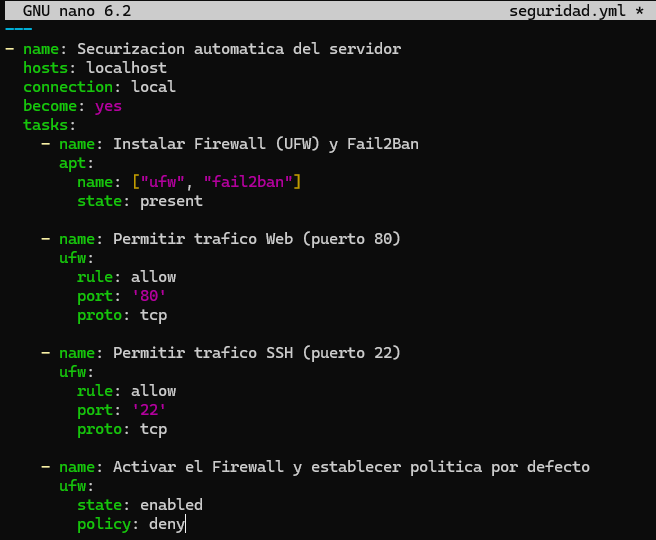 GNU nano 6.2 seguridad.yml *
---
- name: Securizacion automatica del servidor
  hosts: localhost
  connection: local
  become: yes
  tasks:
    - name: Instalar Firewall (UFW) y Fail2Ban
      apt:
        name: ["ufw", "fail2ban"]
        state: present

    - name: Permitir trafico Web (puerto 80)
      ufw:
        rule: allow
        port: '80'
        proto: tcp

    - name: Permitir trafico SSH (puerto 22)
      ufw:
        rule: allow
        port: '22'
        proto: tcp

    - name: Activar el Firewall y establecer politica por defecto
      ufw:
        state: enabled
        policy: deny